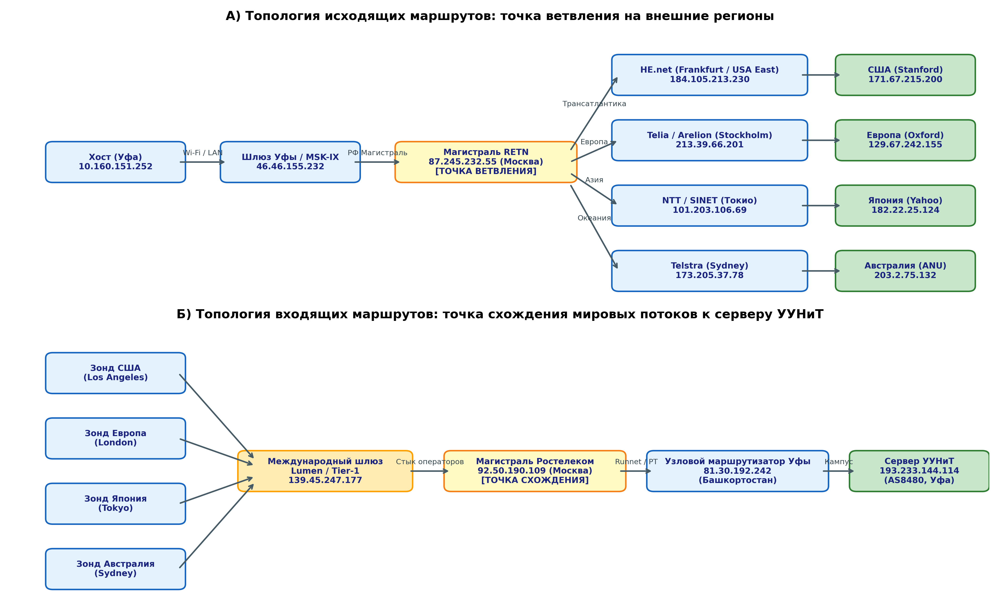 А) Топология исходящих маршрутов: точка ветвления на внешние регионы
HE.net (Frankfurt / USA East)
184.105.213.230
США (Stanford)
171.67.215.200
Трансатлантика
Telia / Arelion (Stockholm)
213.39.66.201
Европа (Oxford)
129.67.242.155
Европа
Хост (Уфа)
10.160.151.252
Wi-Fi / LAN
Шлюз Уфы / MSK-IX
46.46.155.232
РФ Магистраль
Магистраль RETN
87.245.232.55 (Москва)
[ТОЧКА ВЕТВЛЕНИЯ]
Азия
NTT / SINET (Токио)
101.203.106.69
Япония (Yahoo)
182.22.25.124
Океания
Telstra (Sydney)
173.205.37.78
Австралия (ANU)
203.2.75.132
Б) Топология входящих маршрутов: точка схождения мировых потоков к серверу УУНиТ
Зонд США
(Los Angeles)
Зонд Европа
(London)
Зонд Япония
(Tokyo)
Зонд Австралия
(Sydney)
Международный шлюз
Lumen / Tier-1
139.45.247.177
Стык операторов
Магистраль Ростелеком
92.50.190.109 (Москва)
[ТОЧКА СХОЖДЕНИЯ]
Runnet / РТ
Узловой маршрутизатор Уфы
81.30.192.242
(Башкортостан)
Кампус
Сервер УУНиТ
193.233.144.114
(AS8480, Уфа)